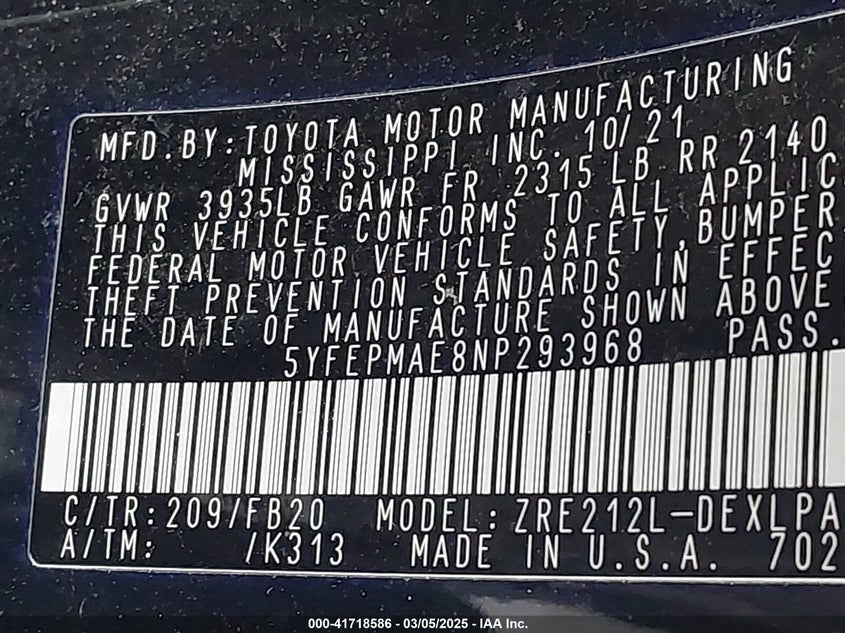 MFD.BY:TOYOTA MOTOR MANUFACTURING
MISSISSIPPI INC. 10/21
GVWR 3935LB GAWR FR 2315 LB RR 2140
THIS VEHICLE CONFORMS TO ALL APPLIC
FEDERAL MOTOR VEHICLE SAFETY,BUMPER
THEFT PREVENTION STANDARDS IN EFFEC
THE DATE OF MANUFACTURE SHOWN ABOVE
5YFEPMAE8NP293968 PASS.
C/TR:209/FB20 MODEL:ZRE212L-DEXLPA
A/TM: /K313 MADE IN U.S.A. 702
000-41718586 / 03/05/2025 - IAA Inc.